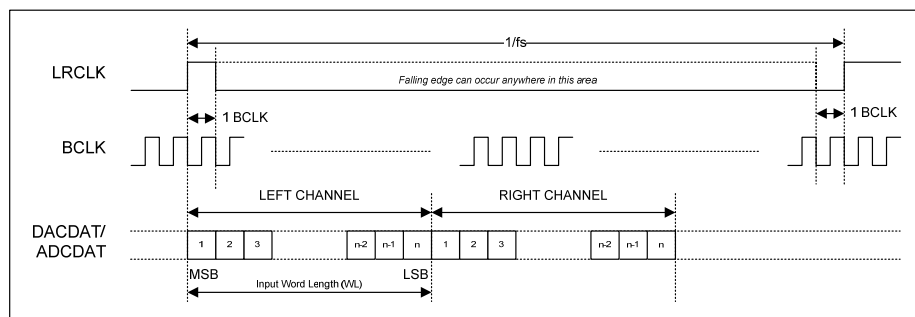 1/fs
LRCLK
Falling edge can occur anywhere in this area
1 BCLK
1 BCLK
BCLK
LEFT CHANNEL
RIGHT CHANNEL
DACDAT/
ADCDAT
1 2 3 n-2 n-1 n 1 2 3 n-2 n-1 n
MSB LSB
Input Word Length (WL)